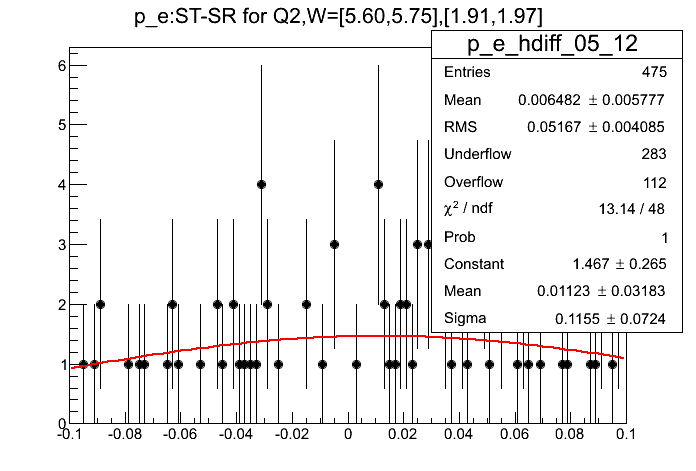 p_e:ST-SR for Q2,W=[5.60,5.75],[1.91,1.97]
p_e_hdiff_05_12
Entries 475
Mean 0.006482 ± 0.005777
RMS 0.05167 ± 0.004085
Underflow 283
Overflow 112
χ² / ndf 13.14 / 48
Prob 1
Constant 1.467 ± 0.265
Mean 0.01123 ± 0.03183
Sigma 0.1155 ± 0.0724
6
5
4
3
2
1
0
-0.1 -0.08 -0.06 -0.04 -0.02 0 0.02 0.04 0.06 0.08 0.1